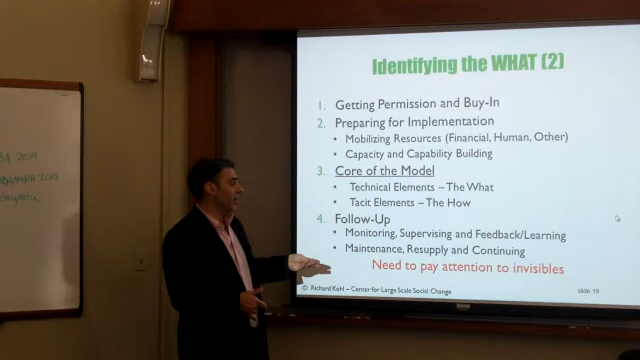 Identifying the WHAT (2)
1. Getting Permission and Buy-In
2. Preparing for Implementation
• Mobilizing Resources (Financial, Human, Other)
• Capacity and Capability Building
3. Core of the Model
• Technical Elements – The What
• Tacit Elements – The How
4. Follow-Up
• Monitoring, Supervising and Feedback/Learning
• Maintenance, Resupply and Continuing
Need to pay attention to invisibles
© Richard Kohl – Center for Large Scale Social Change
slide 19
2014
2014